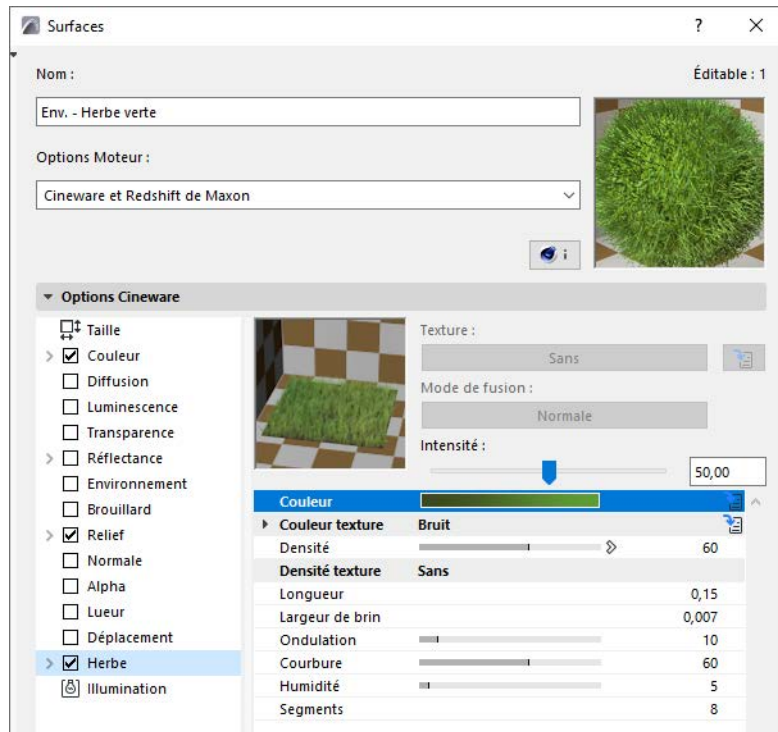 Surfaces
Nom :
Éditable : 1
Env. - Herbe verte
Options Moteur :
Cineware et Redshift de Maxon
i
Options Cineware
Taille
Couleur
Diffusion
Luminescence
Transparence
Réflectance
Environnement
Brouillard
Relief
Normale
Alpha
Lueur
Déplacement
Herbe
Illumination
Texture :
Sans
Mode de fusion :
Normale
Intensité :
50,00
Couleur
Couleur texture Bruit
Densité 60
Densité texture Sans
Longueur 0,15
Largeur de brin 0,007
Ondulation 10
Courbure 60
Humidité 5
Segments 8